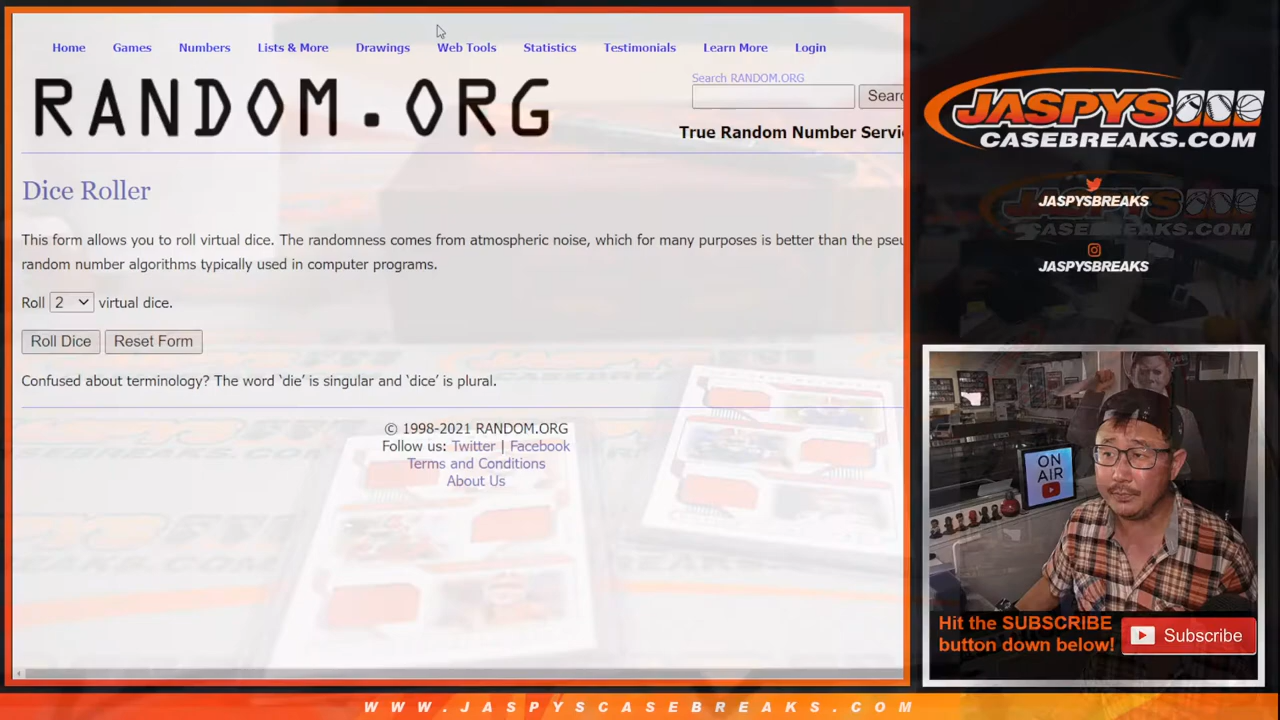 Home Games Numbers Lists & More Drawings Web Tools Statistics Testimonials Learn More Login
RANDOM.ORG
Search RANDOM.ORG
Searc
True Random Number Servi
Dice Roller
This form allows you to roll virtual dice. The randomness comes from atmospheric noise, which for many purposes is better than the pseu
random number algorithms typically used in computer programs.
Roll 2 virtual dice.
Roll Dice Reset Form
Confused about terminology? The word ‘die’ is singular and ‘dice’ is plural.
© 1998-2021 RANDOM.ORG
Follow us: Twitter | Facebook
Terms and Conditions
About Us
JASPYS
CASEBREAKS.COM
JASPYSBREAKS
JASPYSBREAKS
ON
AIR
Hit the SUBSCRIBE
button down below!
Subscribe
WWW.JASPYSCASEBREAKS.COM